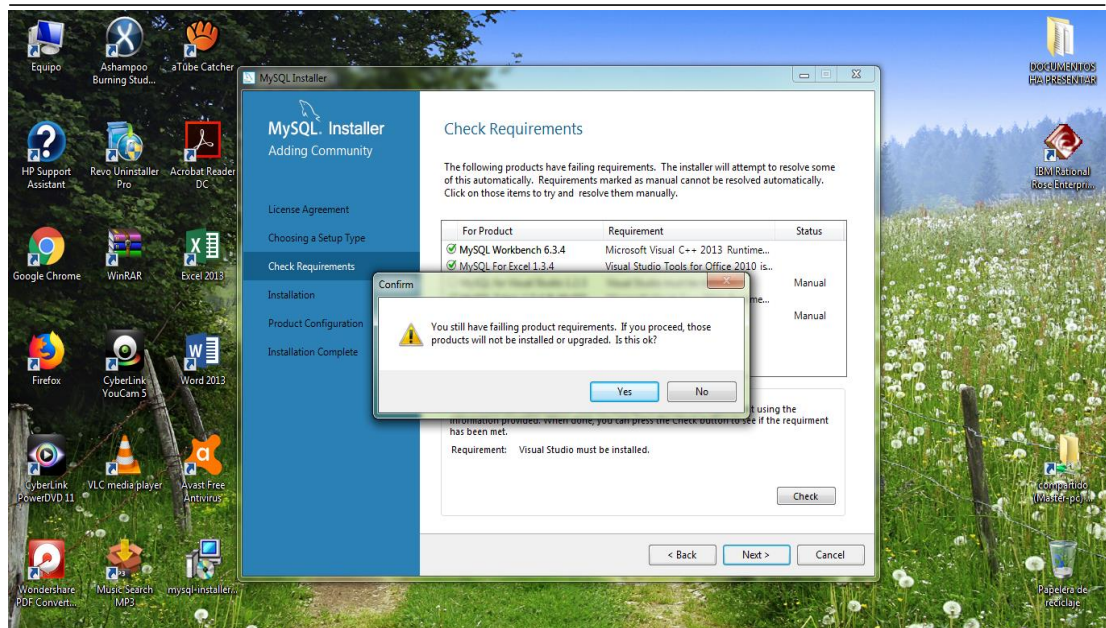 Equipo
Ashampoo
Burning Stud...
aTube Catcher
DOCUMENTOS
HA PRESENTAR
MySQL Installer
MySQL. Installer
Adding Community
Check Requirements
The following products have failing requirements. The installer will attempt to resolve some
of this automatically. Requirements marked as manual cannot be resolved automatically.
Click on those items to try and resolve them manually.
HP Support
Assistant
Revo Uninstaller
Pro
Acrobat Reader
DC
IBM Rational
Rose Enterpri...
License Agreement
Choosing a Setup Type
Check Requirements
Installation
Product Configuration
Installation Complete
For Product Requirement Status
MySQL Workbench 6.3.4 Microsoft Visual C++ 2013 Runtime...
MySQL For Excel 1.3.4 Visual Studio Tools for Office 2010 is...
Manual
me...
Manual
Google Chrome
WinRAR
Excel 2013
Confirm
You still have failling product requirements. If you proceed, those
products will not be installed or upgraded. Is this ok?
Yes No
Firefox
CyberLink
YouCam 5
Word 2013
it using the
information provided. When done, you can press the Check button to see if the requirment
has been met.
Requirement: Visual Studio must be installed.
Check
CyberLink
PowerDVD 11
VLC media player
Avast Free
Antivirus
compartido
(Master-pc)...
< Back Next > Cancel
Wondershare
PDF Convert...
Music Search
MP3
mysql-installer...
Papelera de
reciclaje